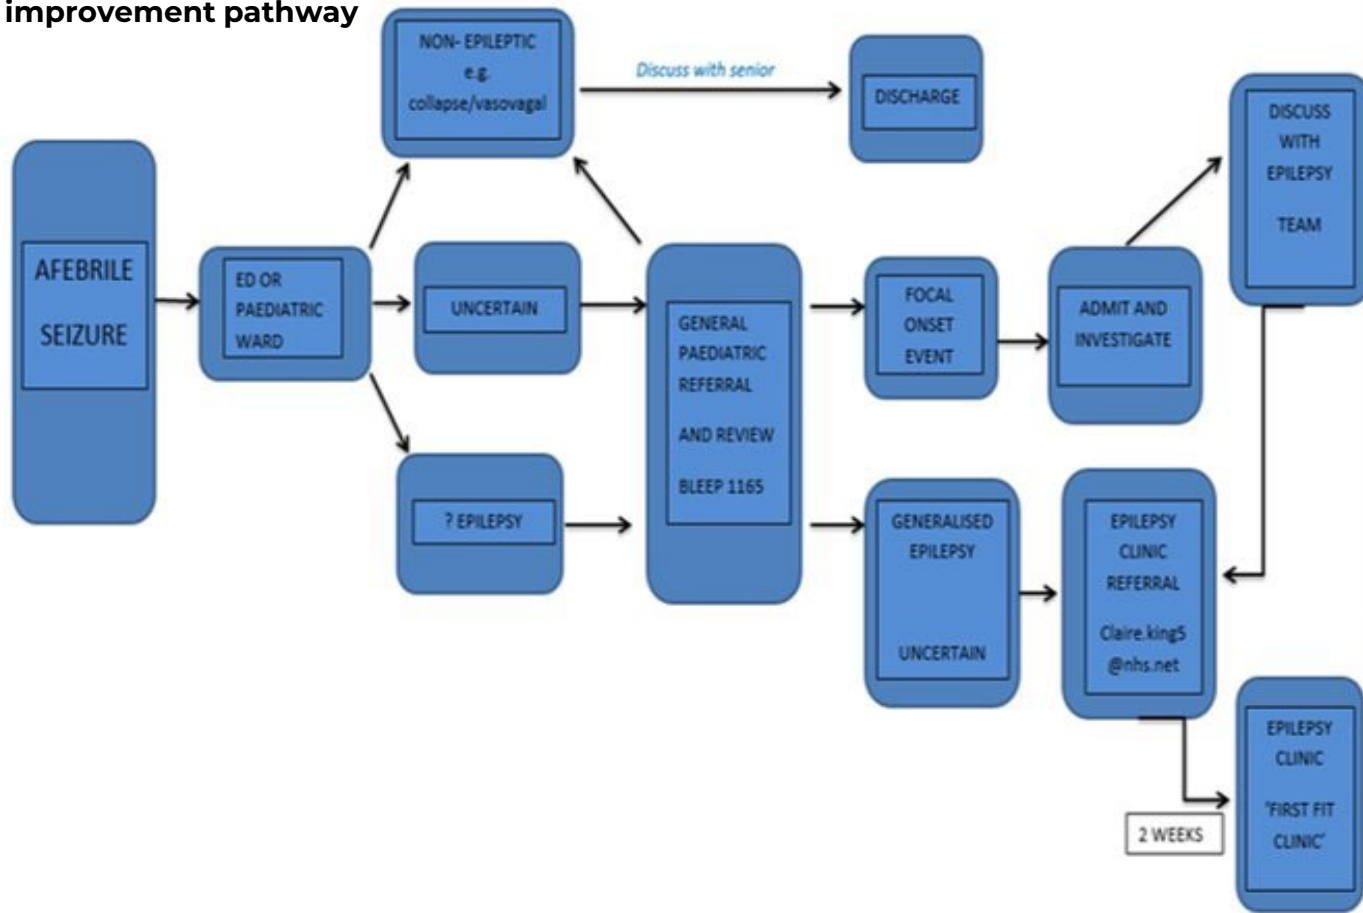 improvement pathway
NON- EPILEPTIC
e.g.
collapse/vasovagal
Discuss with senior
DISCHARGE
DISCUSS
WITH
EPILEPSY
TEAM
AFEBRILE
SEIZURE
ED OR
PAEDIATRIC
WARD
UNCERTAIN
GENERAL
PAEDIATRIC
REFERRAL
AND REVIEW
BLEEP 1165
FOCAL
ONSET
EVENT
ADMIT AND
INVESTIGATE
? EPILEPSY
GENERALISED
EPILEPSY
UNCERTAIN
EPILEPSY
CLINIC
REFERRAL
Claire.king5
@nhs.net
2 WEEKS
EPILEPSY
CLINIC
'FIRST FIT
CLINIC'